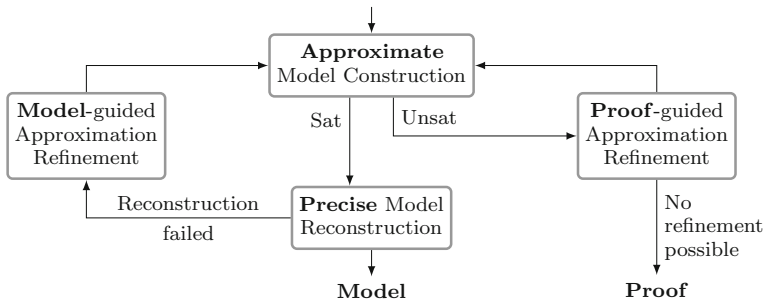 Approximate
Model Construction
Model-guided
Approximation
Refinement
Sat
Unsat
Proof-guided
Approximation
Refinement
Reconstruction
failed
Precise Model
Reconstruction
No
refinement
possible
Model
Proof